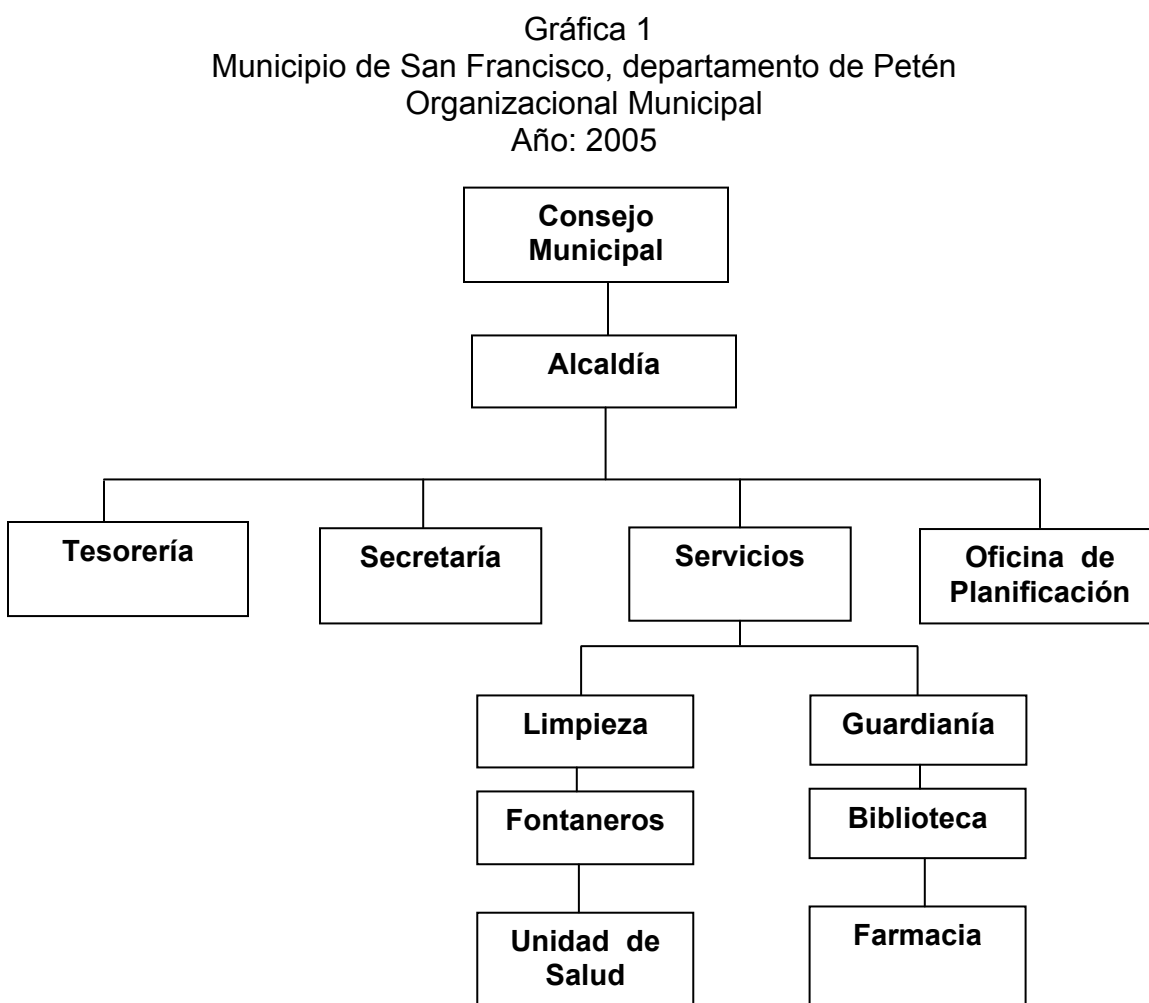 Gráfica 1
Municipio de San Francisco, departamento de Petén
Organizacional Municipal
Año: 2005
Consejo
Municipal
Alcaldía
Tesorería
Secretaría
Servicios
Oficina de
Planificación
Limpieza
Guardianía
Fontaneros
Biblioteca
Unidad de
Salud
Farmacia